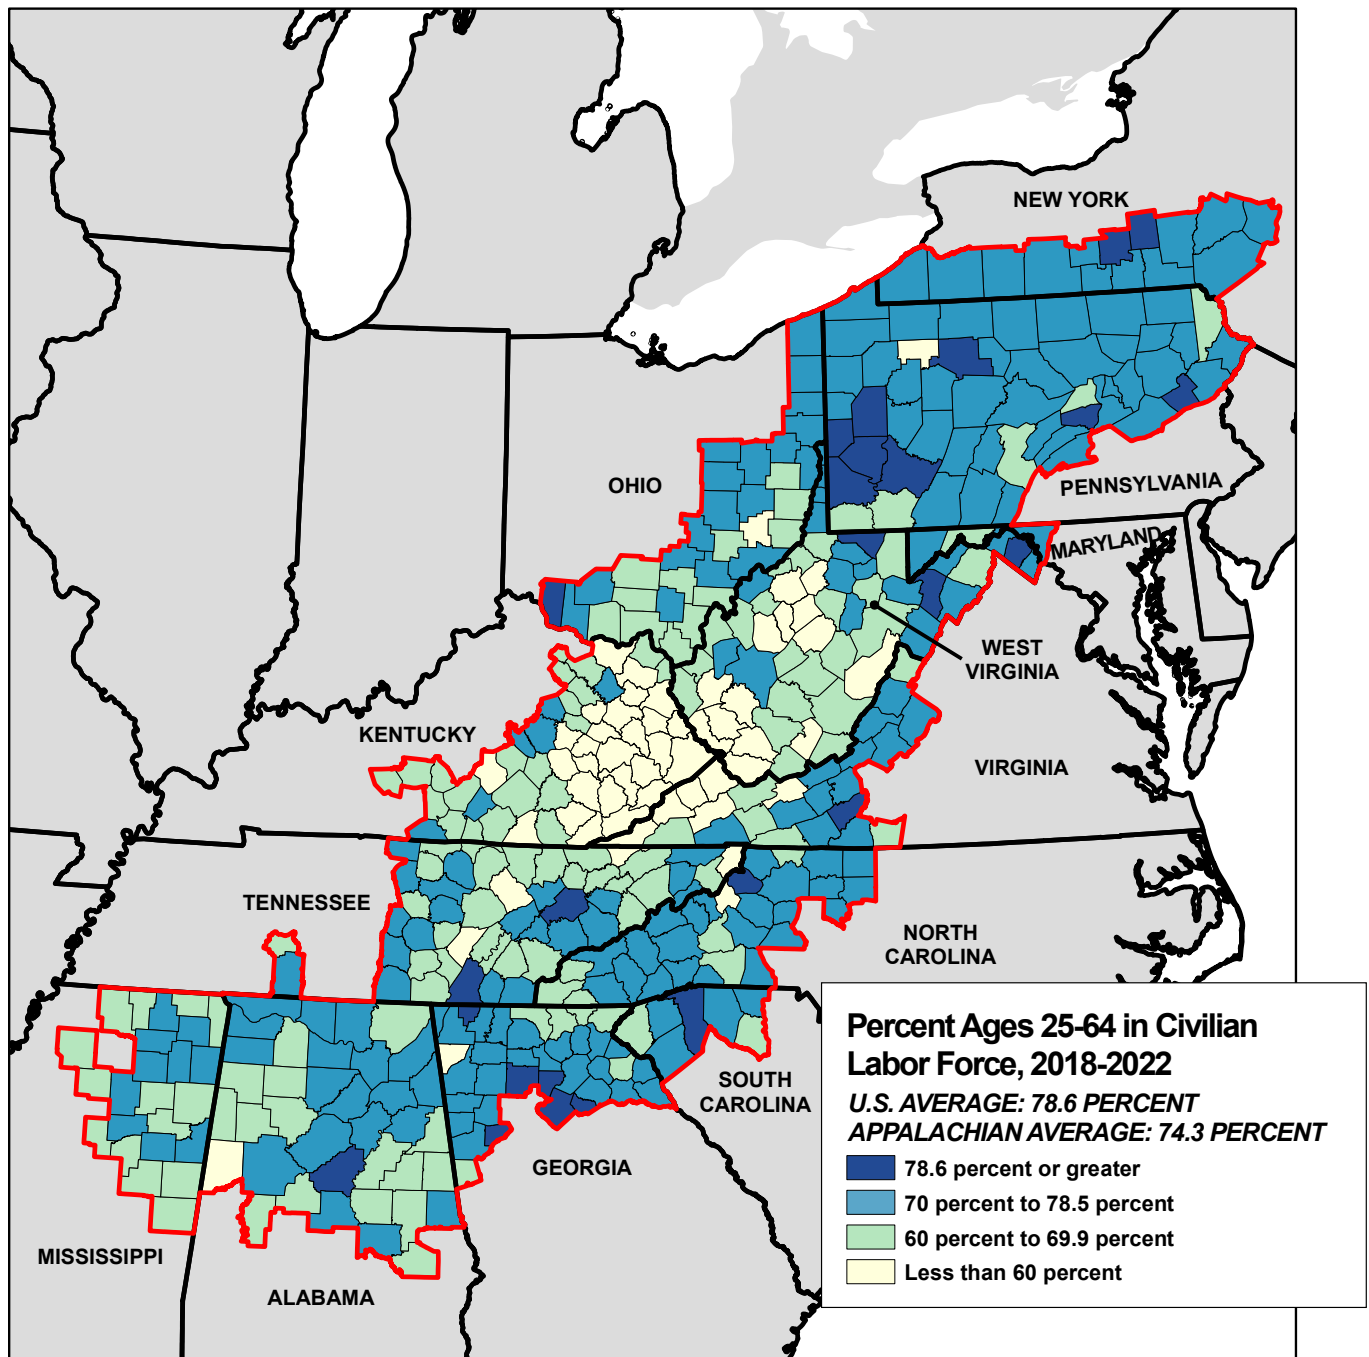 NEW YORK
OHIO
PENNSYLVANIA
MARYLAND
WEST
VIRGINIA
KENTUCKY
VIRGINIA
TENNESSEE
NORTH
CAROLINA
SOUTH
CAROLINA
GEORGIA
MISSISSIPPI
ALABAMA
Percent Ages 25-64 in Civilian
Labor Force, 2018-2022
U.S. AVERAGE: 78.6 PERCENT
APPALACHIAN AVERAGE: 74.3 PERCENT
78.6 percent or greater
70 percent to 78.5 percent
60 percent to 69.9 percent
Less than 60 percent